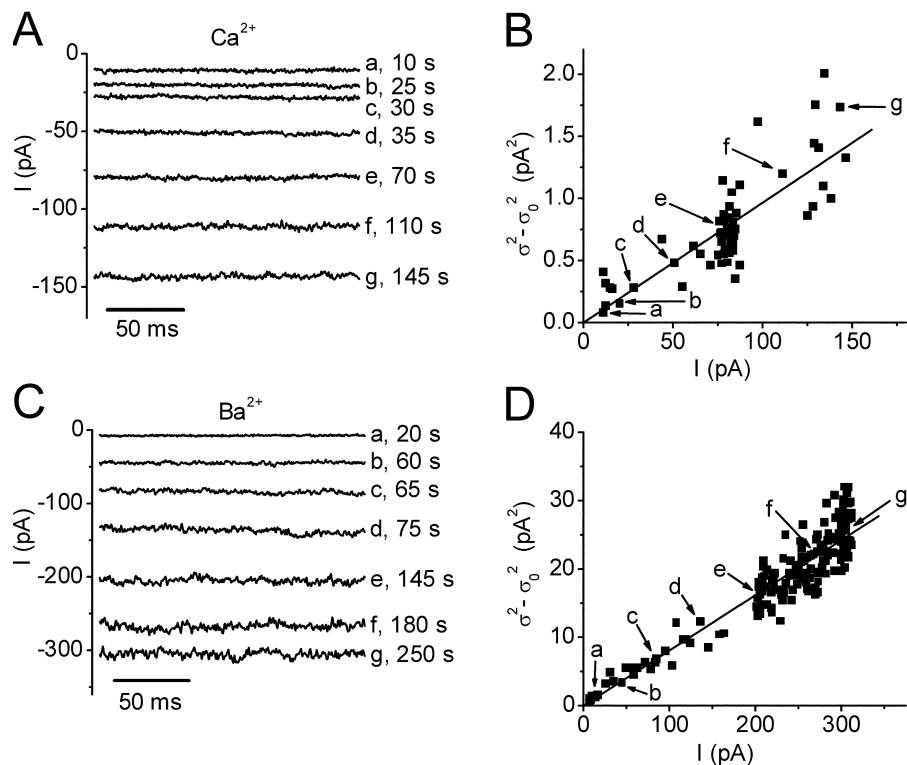 A
Ca²⁺
0
-50
-100
-150
I (pA)
a, 10 s
b, 25 s
c, 30 s
d, 35 s
e, 70 s
f, 110 s
g, 145 s
50 ms
B
2.0
1.5
1.0
0.5
0.0
σ² - σ₀² (pA²)
g
f
e
d
c
b
a
0
50
100
150
I (pA)
C
Ba²⁺
0
-100
-200
-300
I (pA)
a, 20 s
b, 60 s
c, 65 s
d, 75 s
e, 145 s
f, 180 s
g, 250 s
50 ms
D
40
30
20
10
0
σ² - σ₀² (pA²)
g
f
e
d
c
a
b
0
100
200
300
I (pA)